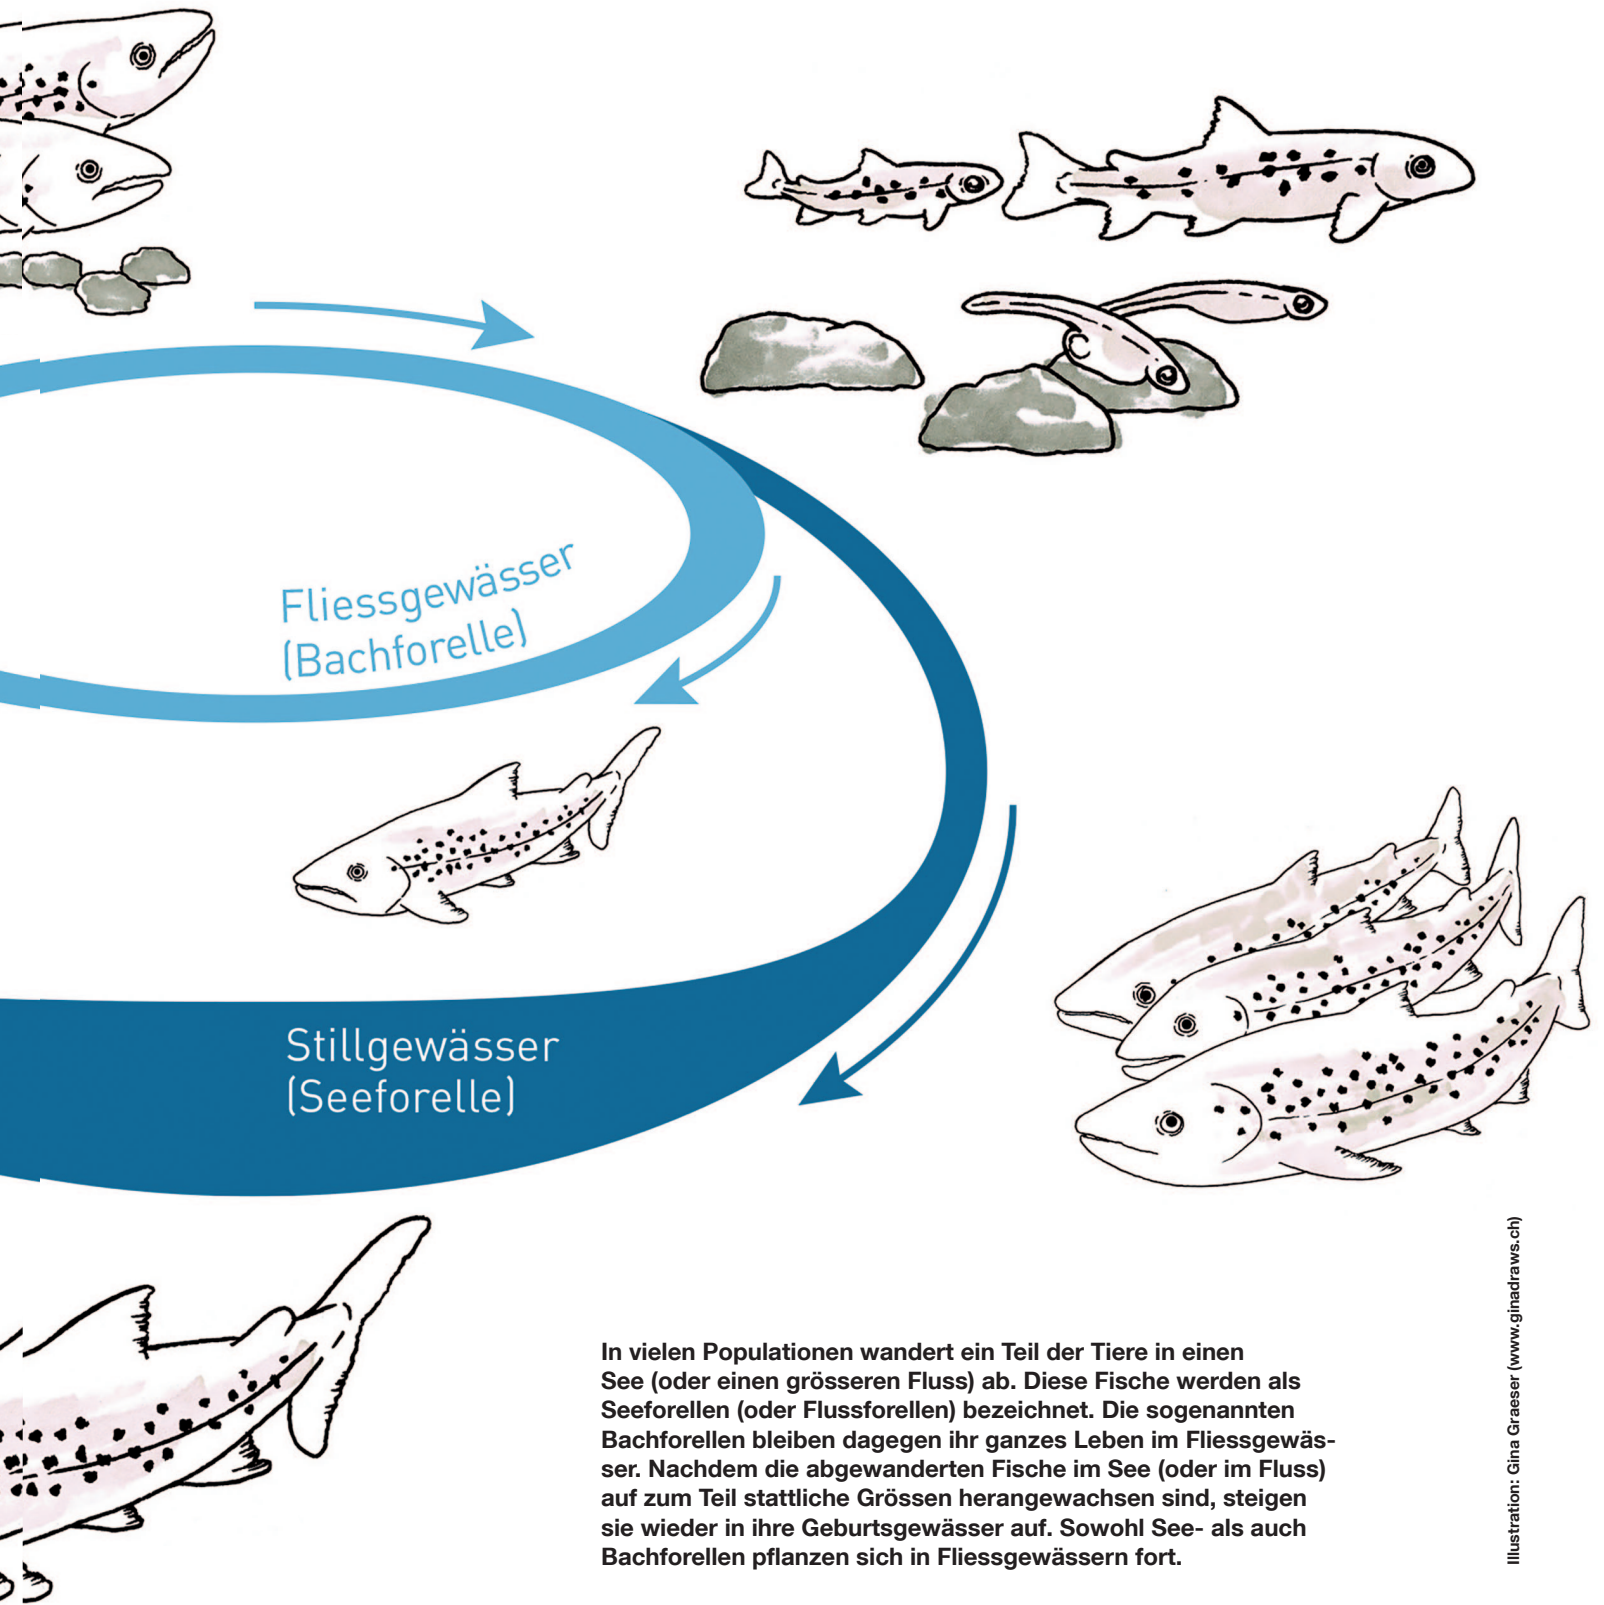 Fliessgewässer
(Bachforelle)
Stillgewässer
(Seeforelle)
In vielen Populationen wandert ein Teil der Tiere in einen
See (oder einen grösseren Fluss) ab. Diese Fische werden als
Seeforellen (oder Flussforellen) bezeichnet. Die sogenannten
Bachforellen bleiben dagegen ihr ganzes Leben im Fliessgewäs-
ser. Nachdem die abgewanderten Fische im See (oder im Fluss)
auf zum Teil stattliche Grössen herangewachsen sind, steigen
sie wieder in ihre Geburtsgewässer auf. Sowohl See- als auch
Bachforellen pflanzen sich in Fliessgewässern fort.
Illustration: Gina Graeser (www.ginadraws.ch)